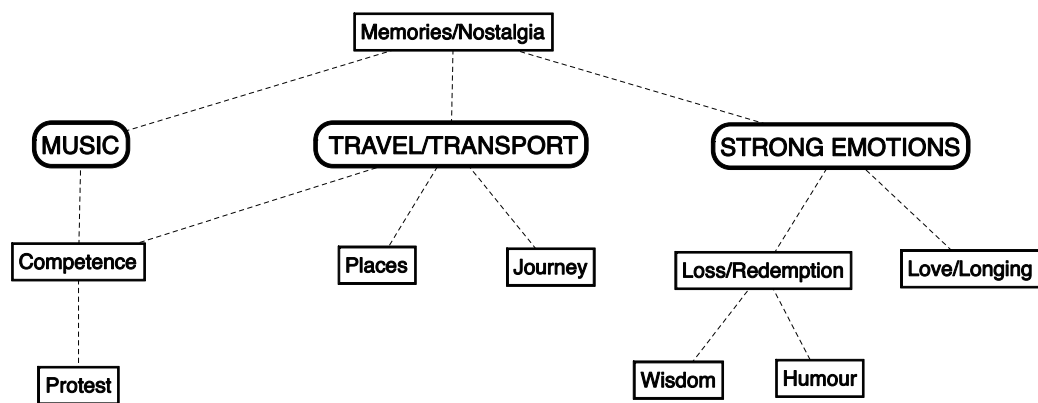 Memories/Nostalgia
MUSIC
TRAVEL/TRANSPORT
STRONG EMOTIONS
Competence
Places
Journey
Loss/Redemption
Love/Longing
Protest
Wisdom
Humour